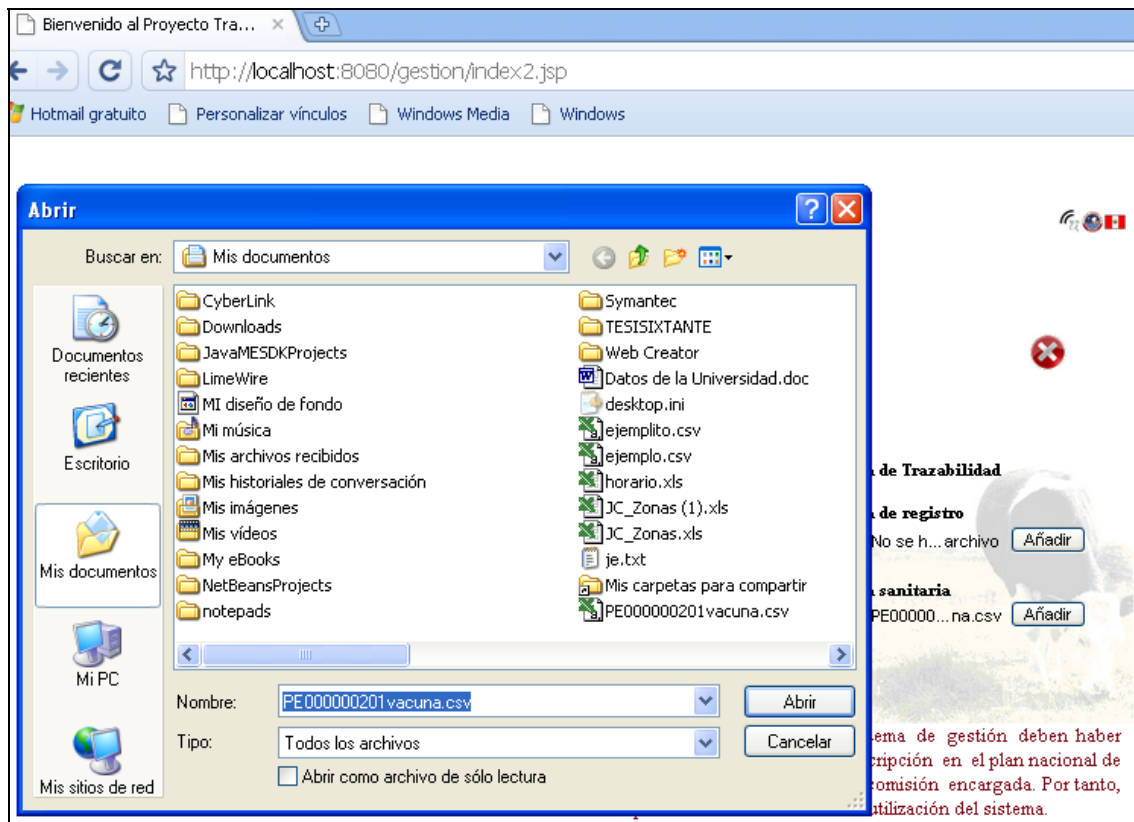 Bienvenido al Proyecto Tra...
http://localhost:8080/gestion/index2.jsp
Hotmail gratuito Personalizar vínculos Windows Media Windows
Abrir
Buscar en: Mis documentos
Documentos recientes
Escritorio
Mis documentos
Mi PC
Mis sitios de red
CyberLink
Downloads
JavaMESDKProjects
LimeWire
MI diseño de fondo
Mi música
Mis archivos recibidos
Mis historiales de conversación
Mis imágenes
Mis vídeos
My eBooks
NetBeansProjects
notepads
Symantec
TESISIXTANTE
Web Creator
Datos de la Universidad.doc
desktop.ini
ejemplito.csv
ejemplo.csv
horario.xls
JC_Zonas (1).xls
JC_Zonas.xls
je.txt
Mis carpetas para compartir
PE000000201vacuna.csv
Nombre: PE000000201vacuna.csv Abrir
Tipo: Todos los archivos Cancelar
Abrir como archivo de sólo lectura
de Trazabilidad
de registro
No se h...archivo Añadir
sanitaria
PE00000...na.csv Añadir
ema de gestión deben haber
cripción en el plan nacional de
comisión encargada. Por tanto,
utilización del sistema.